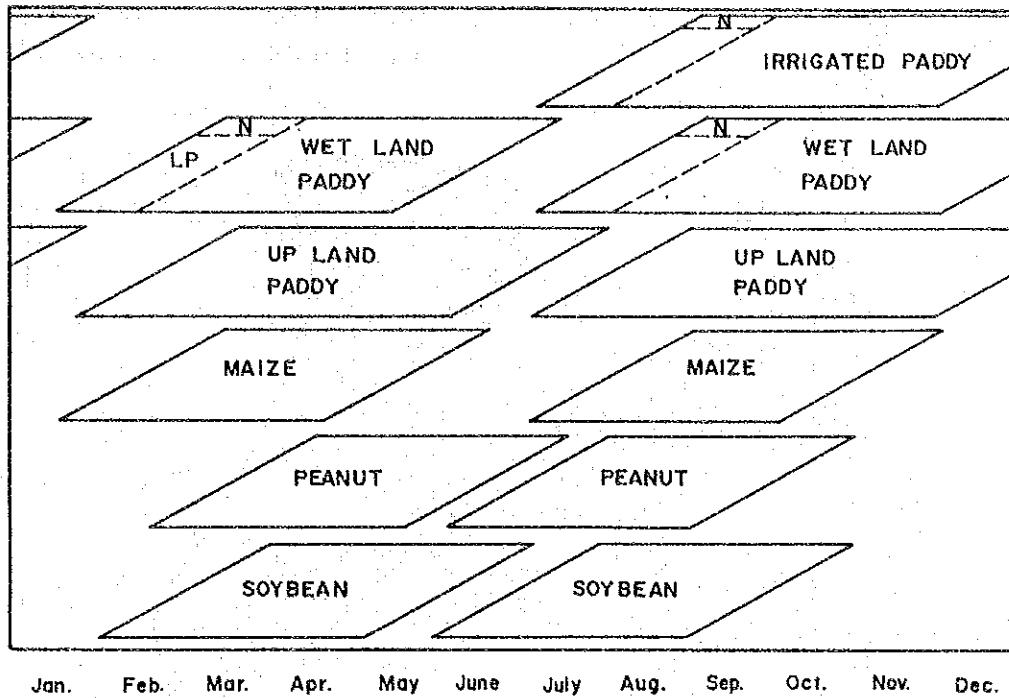 N
IRRIGATED PADDY
N
LP
WET LAND
PADDY
N
WET LAND
PADDY
UP LAND
PADDY
UP LAND
PADDY
MAIZE
MAIZE
PEANUT
PEANUT
SOYBEAN
SOYBEAN
Jan. Feb. Mar. Apr. May June July Aug. Sep. Oct. Nov. Dec.